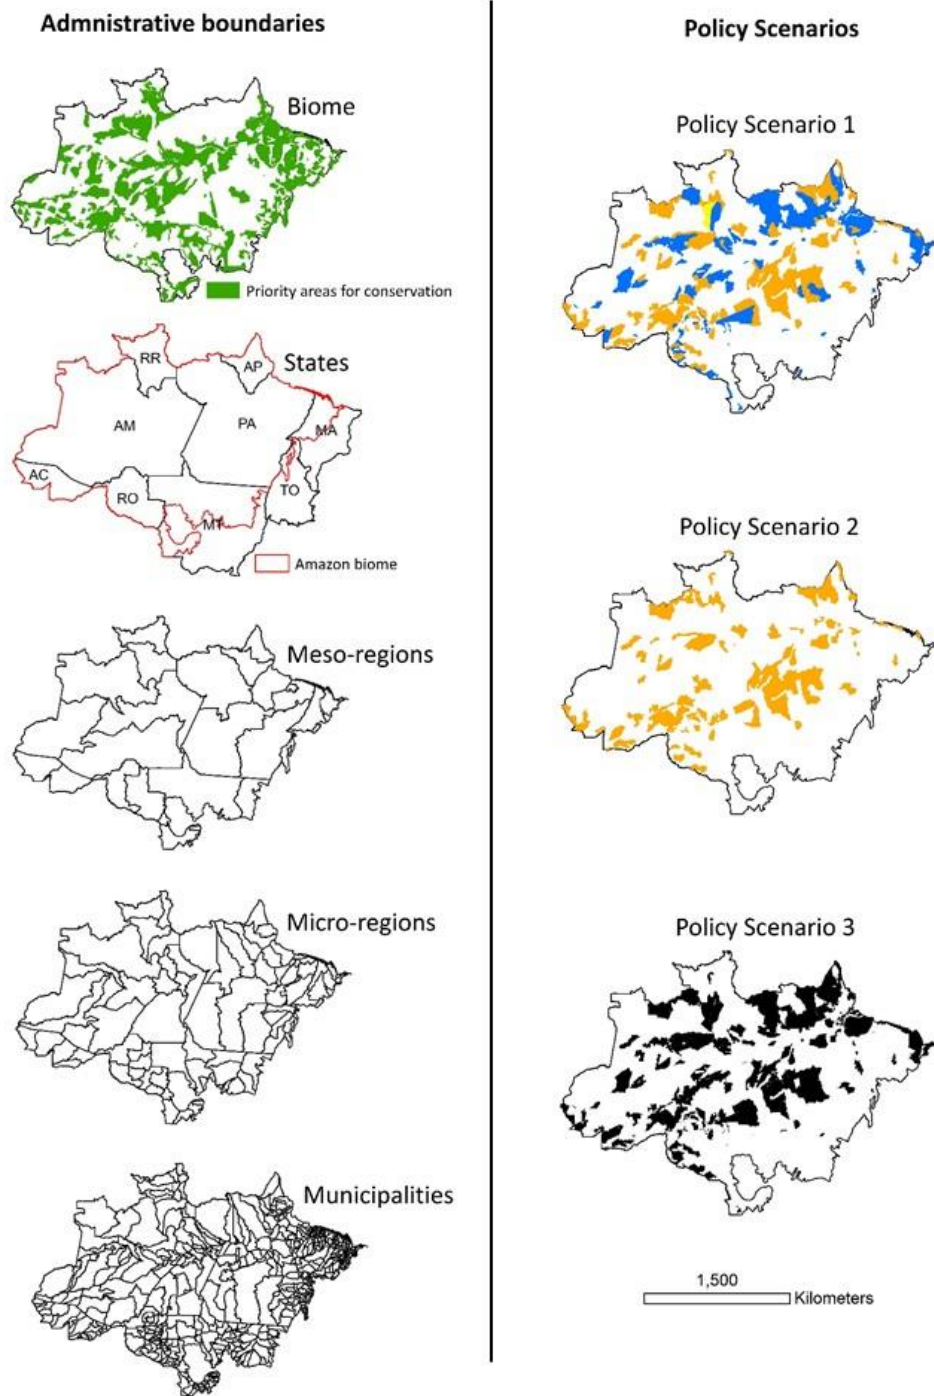 Admnistrative boundaries
Biome
Priority areas for conservation
States
RR
AP
AM
PA
MA
AC
RO
TO
MT
Amazon biome
Meso-regions
Micro-regions
Municipalities
Policy Scenarios
Policy Scenario 1
Policy Scenario 2
Policy Scenario 3
1,500
Kilometers